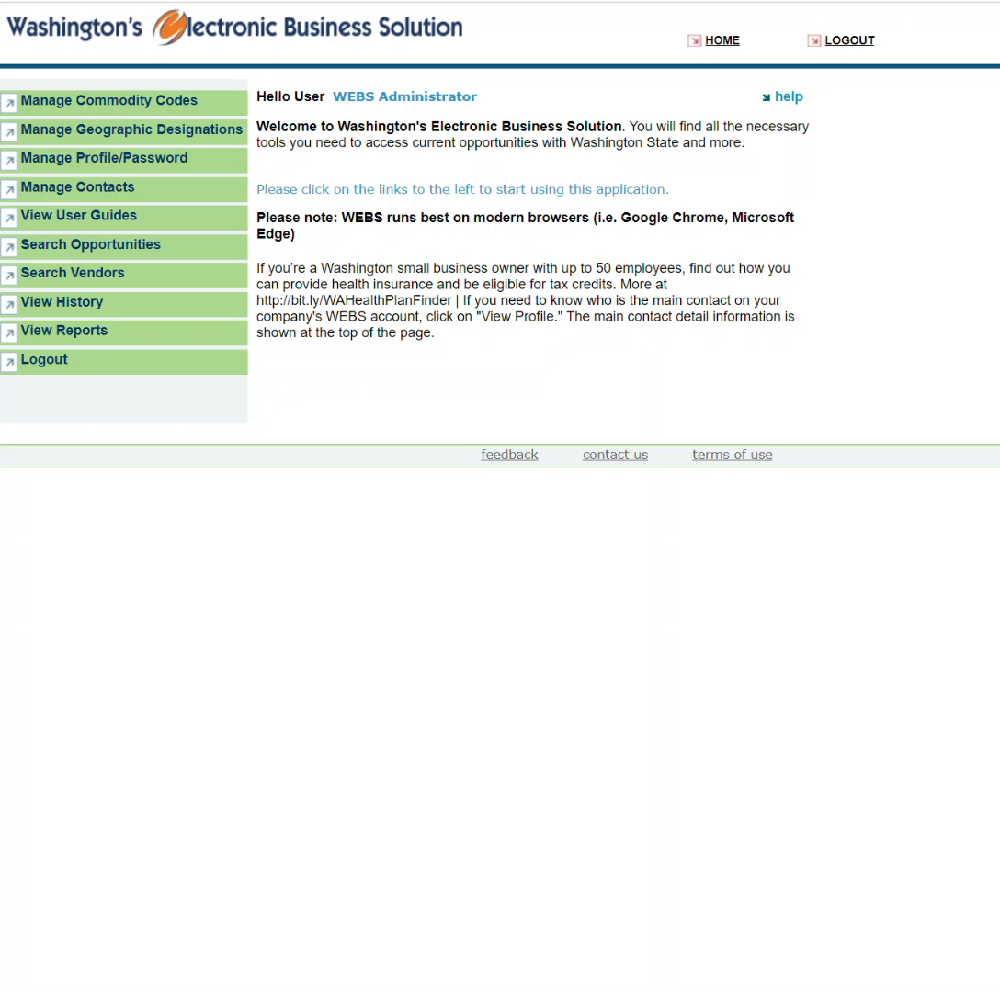 Washington's Electronic Business Solution
HOME
LOGOUT
Manage Commodity Codes
Manage Geographic Designations
Manage Profile/Password
Manage Contacts
View User Guides
Search Opportunities
Search Vendors
View History
View Reports
Logout
Hello User WEBS Administrator
help
Welcome to Washington's Electronic Business Solution. You will find all the necessary
tools you need to access current opportunities with Washington State and more.
Please click on the links to the left to start using this application.
Please note: WEBS runs best on modern browsers (i.e. Google Chrome, Microsoft
Edge)
If you're a Washington small business owner with up to 50 employees, find out how you
can provide health insurance and be eligible for tax credits. More at
http://bit.ly/WAHealthPlanFinder | If you need to know who is the main contact on your
company's WEBS account, click on "View Profile." The main contact detail information is
shown at the top of the page.
feedback
contact us
terms of use